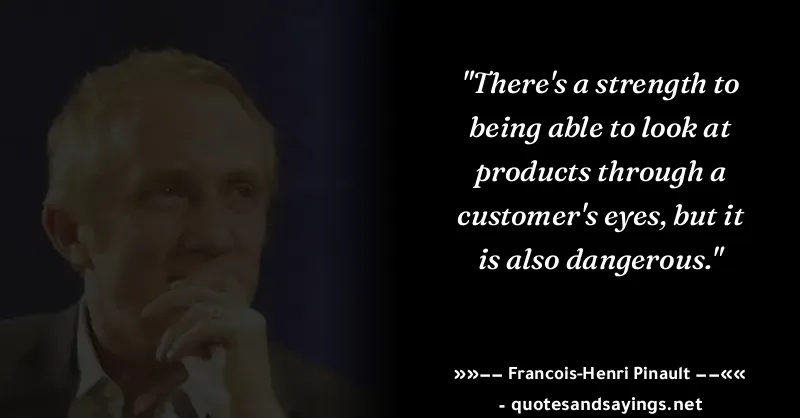 "There's a strength to
being able to look at
products through a
customer's eyes, but it
is also dangerous."
»»−− Francois-Henri Pinault −−««
- quotesandsayings.net